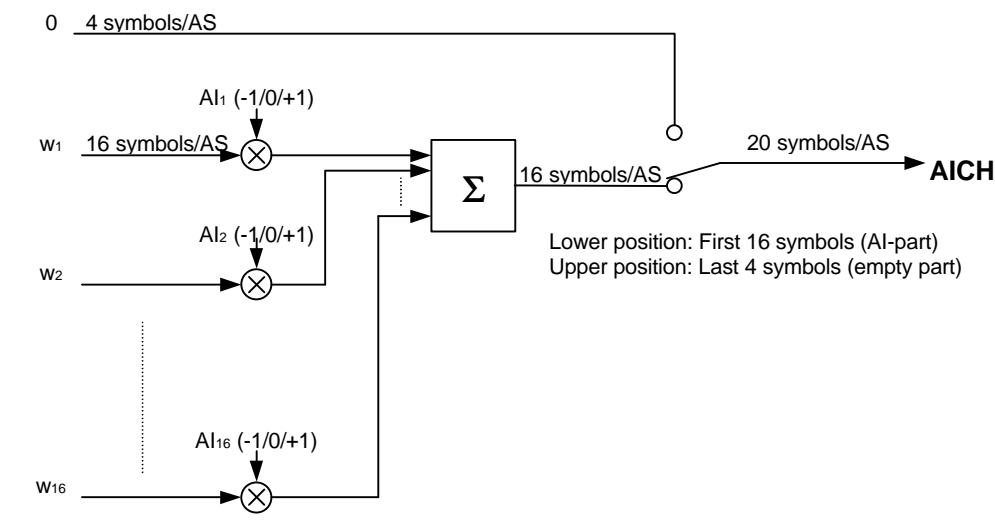 0 4 symbols/AS
AI1 (-1/0/+1)
w1 16 symbols/AS
20 symbols/AS
AICH
16 symbols/AS
Σ
AI2 (-1/0/+1)
w2
Lower position: First 16 symbols (AI-part)
Upper position: Last 4 symbols (empty part)
AI16 (-1/0/+1)
w16